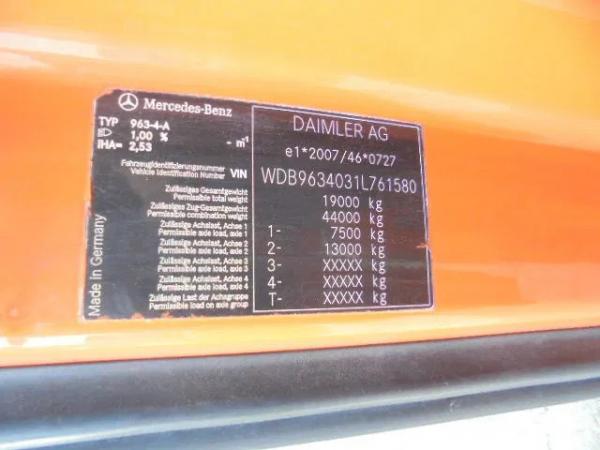 Mercedes-Benz
TYP 963-4-A
1,00 % - m⁻¹
IHA= 2,53
Fahrzeugidentifizierungsnummer
Vehicle Identification Number VIN
Zulässiges Gesamtgewicht
Permissible total weight
Zulässiges Zug-Gesamtgewicht
Permissible combination weight
Zulässige Achslast, Achse 1
Permissible axle load, axle 1
Zulässige Achslast, Achse 2
Permissible axle load, axle 2
Zulässige Achslast, Achse 3
Permissible axle load, axle 3
Zulässige Achslast, Achse 4
Permissible axle load, axle 4
Zulässige Last der Achsgruppe
Permissible load on axle group
Made in Germany
DAIMLER AG
e1*2007/46*0727
WDB9634031L761580
19000 kg
44000 kg
1- 7500 kg
2- 13000 kg
3- XXXXX kg
4- XXXXX kg
T- XXXXX kg